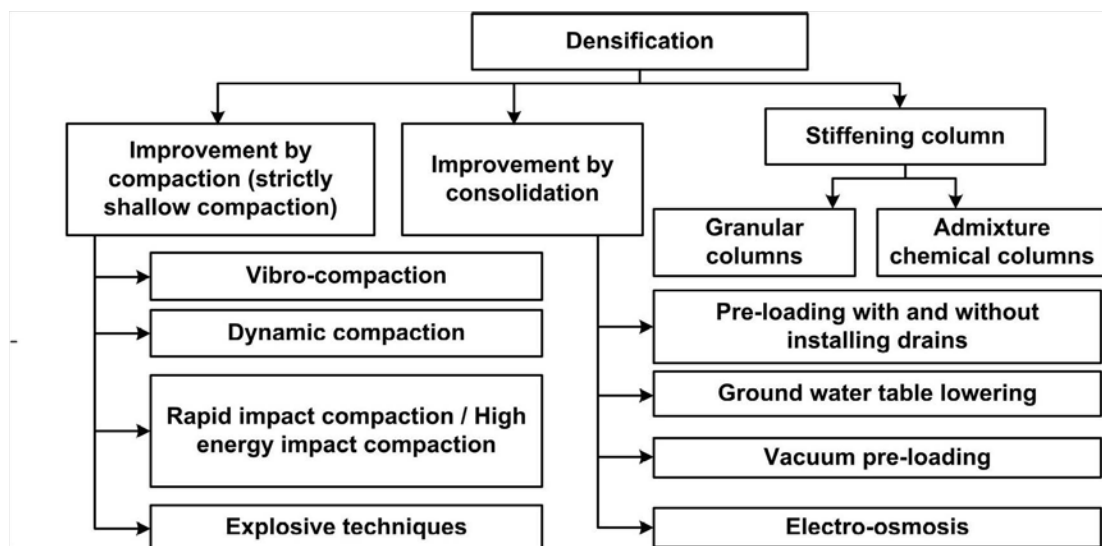 Densification
Improvement by
compaction (strictly
shallow compaction)
Improvement by
consolidation
Stiffening column
Granular
columns
Admixture
chemical columns
Vibro-compaction
Dynamic compaction
Rapid impact compaction / High
energy impact compaction
Explosive techniques
Pre-loading with and without
installing drains
Ground water table lowering
Vacuum pre-loading
Electro-osmosis